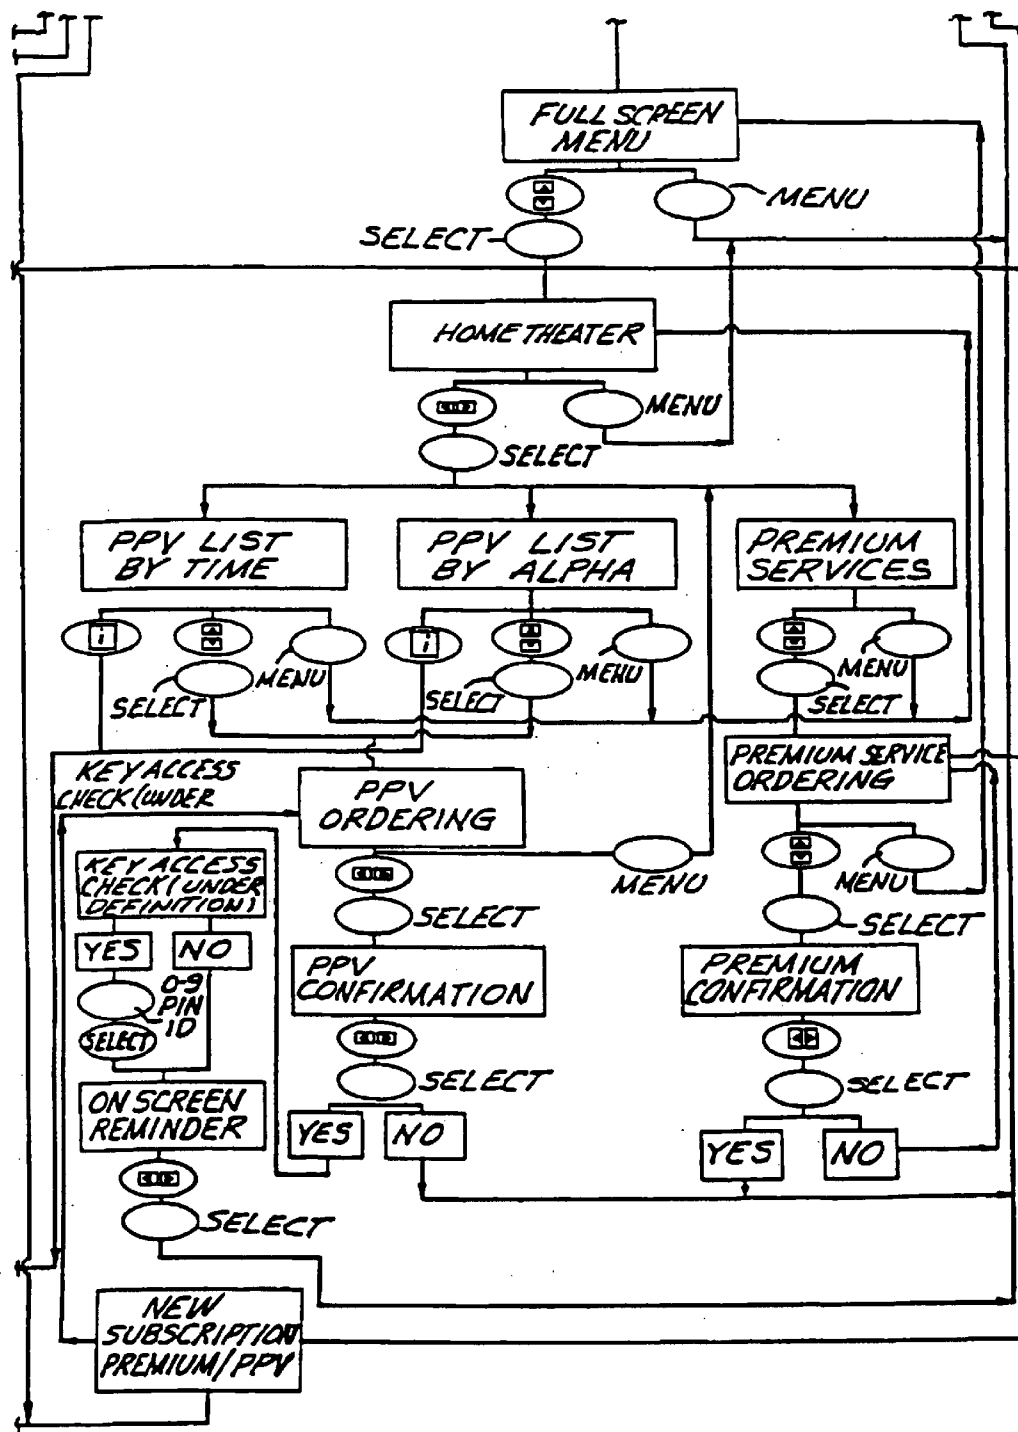 FULL SCREEN
MENU
MENU
SELECT
HOME THEATER
MENU
SELECT
PPV LIST
BY TIME
PPV LIST
BY ALPHA
PREMIUM
SERVICES
i
i
MENU
SELECT
MENU
SELECT
MENU
SELECT
KEY ACCESS
CHECK (UNDER
PPV
ORDERING
PREMIUM SERVICE
ORDERING
KEY ACCESS
CHECK (UNDER
DEFINITION)
MENU
MENU
SELECT
SELECT
YES
NO
0-9
PIN
ID
SELECT
PPV
CONFIRMATION
PREMIUM
CONFIRMATION
SELECT
SELECT
ON SCREEN
REMINDER
YES
NO
YES
NO
SELECT
NEW
SUBSCRIPTION
PREMIUM/PPV